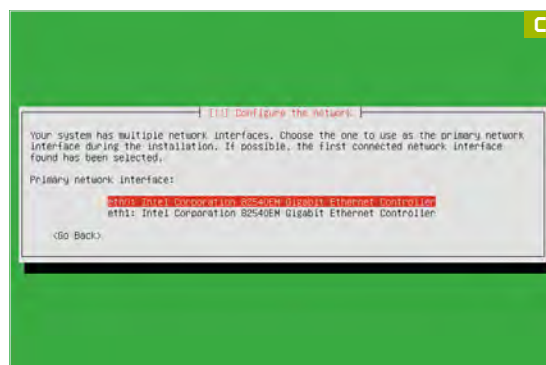 C
[!!] Configure the network
Your system has multiple network interfaces. Choose the one to use as the primary network
interface during the installation. If possible, the first connected network interface
found has been selected.
Primary network interface:
eth0: Intel Corporation 82540EM Gigabit Ethernet Controller
eth1: Intel Corporation 82540EM Gigabit Ethernet Controller
<Go Back>